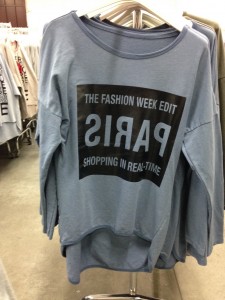 THE FASHION WEEK EDIT
PARIS
SHOPPING IN REAL-TIME